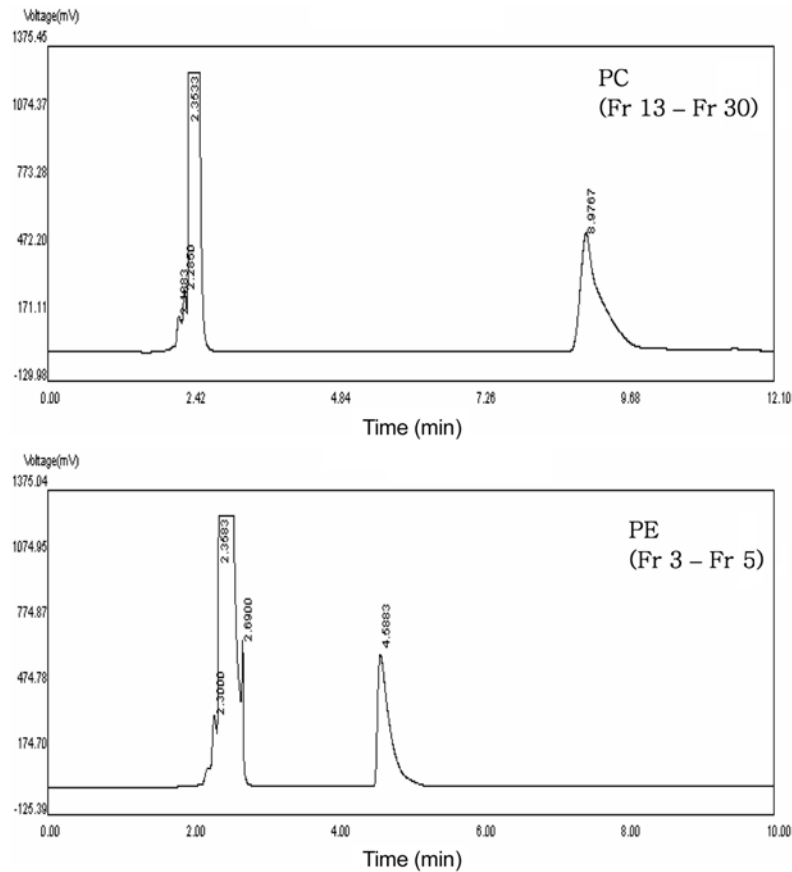 Voltage(mV)
1375.45
1074.37
773.28
472.20
171.11
-129.98
2.3533
2.2850
8.9767
PC
(Fr 13 – Fr 30)
0.00 2.42 4.84 7.26 9.68 12.10
Time (min)
Voltage(mV)
1375.04
1074.95
774.87
474.78
174.70
-125.39
2.3000
2.3683
2.6900
4.5883
PE
(Fr 3 – Fr 5)
0.00 2.00 4.00 6.00 8.00 10.00
Time (min)